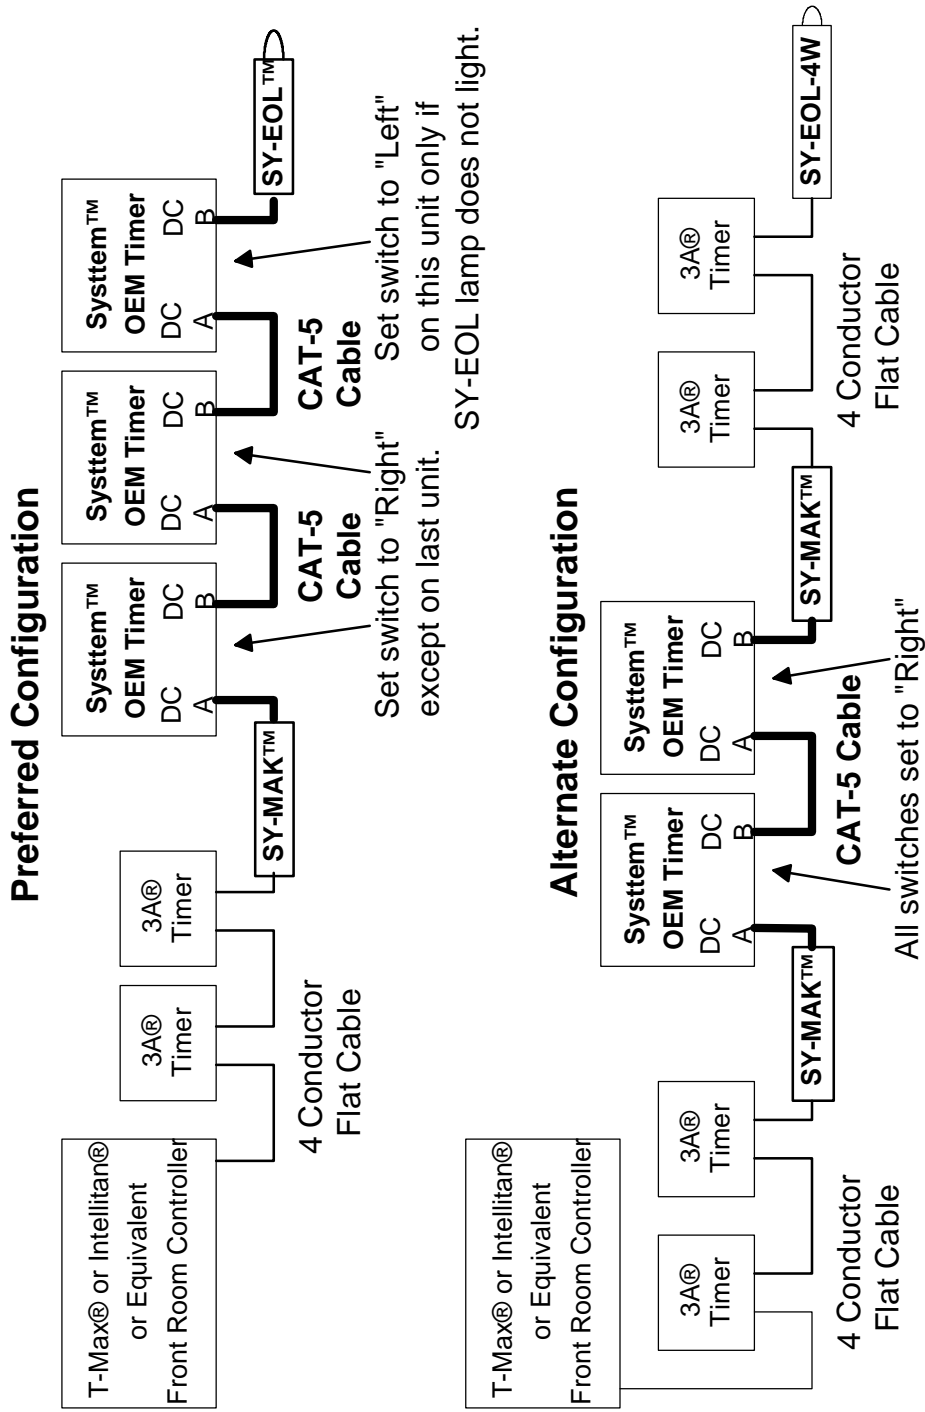 Preferred Configuration
T-Max® or Intellitan®
or Equivalent
Front Room Controller
3A®
Timer
3A®
Timer
4 Conductor
Flat Cable
SY-MAK™
Systtem™
OEM Timer
DC
DC
A
B
Systtem™
OEM Timer
DC
DC
A
B
Systtem™
OEM Timer
DC
DC
A
B
CAT-5
Cable
CAT-5
Cable
SY-EOL™
Set switch to "Right"
except on last unit.
Set switch to "Left"
on this unit only if
SY-EOL lamp does not light.
Alternate Configuration
T-Max® or Intellitan®
or Equivalent
Front Room Controller
3A®
Timer
3A®
Timer
4 Conductor
Flat Cable
SY-MAK™
Systtem™
OEM Timer
DC
DC
A
B
Systtem™
OEM Timer
DC
DC
A
B
CAT-5 Cable
All switches set to "Right"
SY-MAK™
3A®
Timer
3A®
Timer
4 Conductor
Flat Cable
SY-EOL-4W